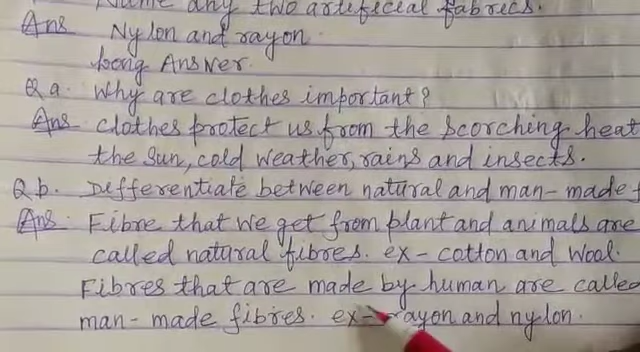 Name any two artificial fabrics.
Ans Nylon and rayon
Long Answer.
Q a. Why are clothes important?
Ans Clothes protect us from the scorching heat
the sun, cold weather, rains and insects.
Q b. Differentiate between natural and man-made f
Ans Fibre that we get from plant and animals are
called natural fibres. ex- cotton and wool.
Fibres that are made by human are called
man-made fibres. ex- rayon and nylon.